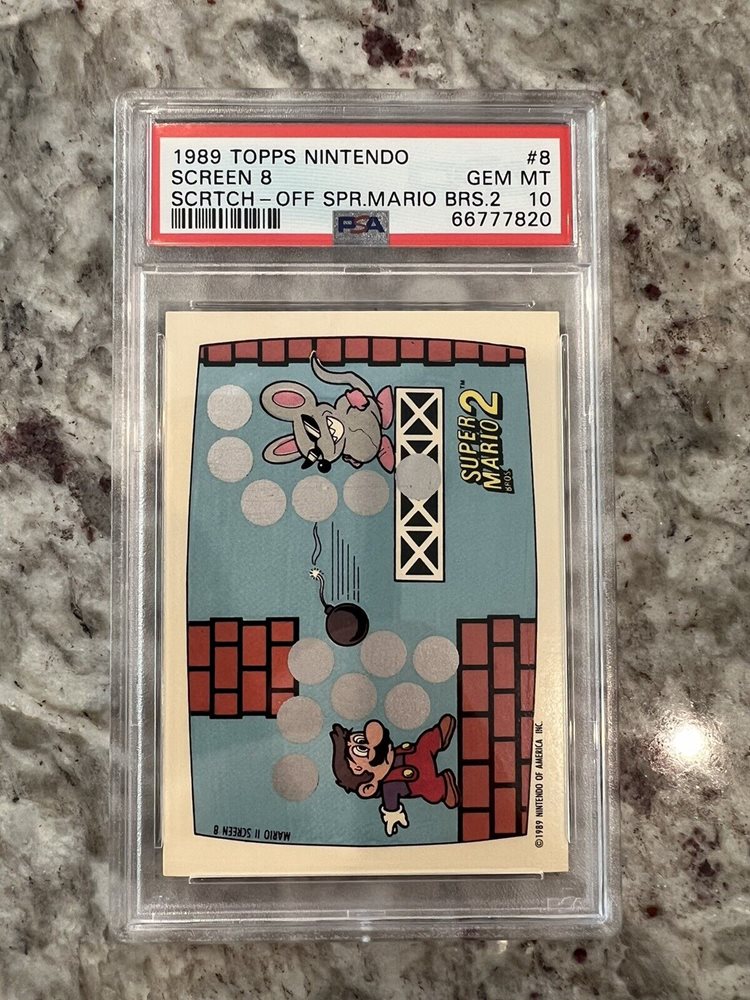 1989 TOPPS NINTENDO #8
SCREEN 8 GEM MT
SCRTCH-OFF SPR.MARIO BRS.2 10
PSA 66777820
SUPER
MARIO 2™
BROS.
MARIO II SCREEN 8
©1989 NINTENDO OF AMERICA INC.